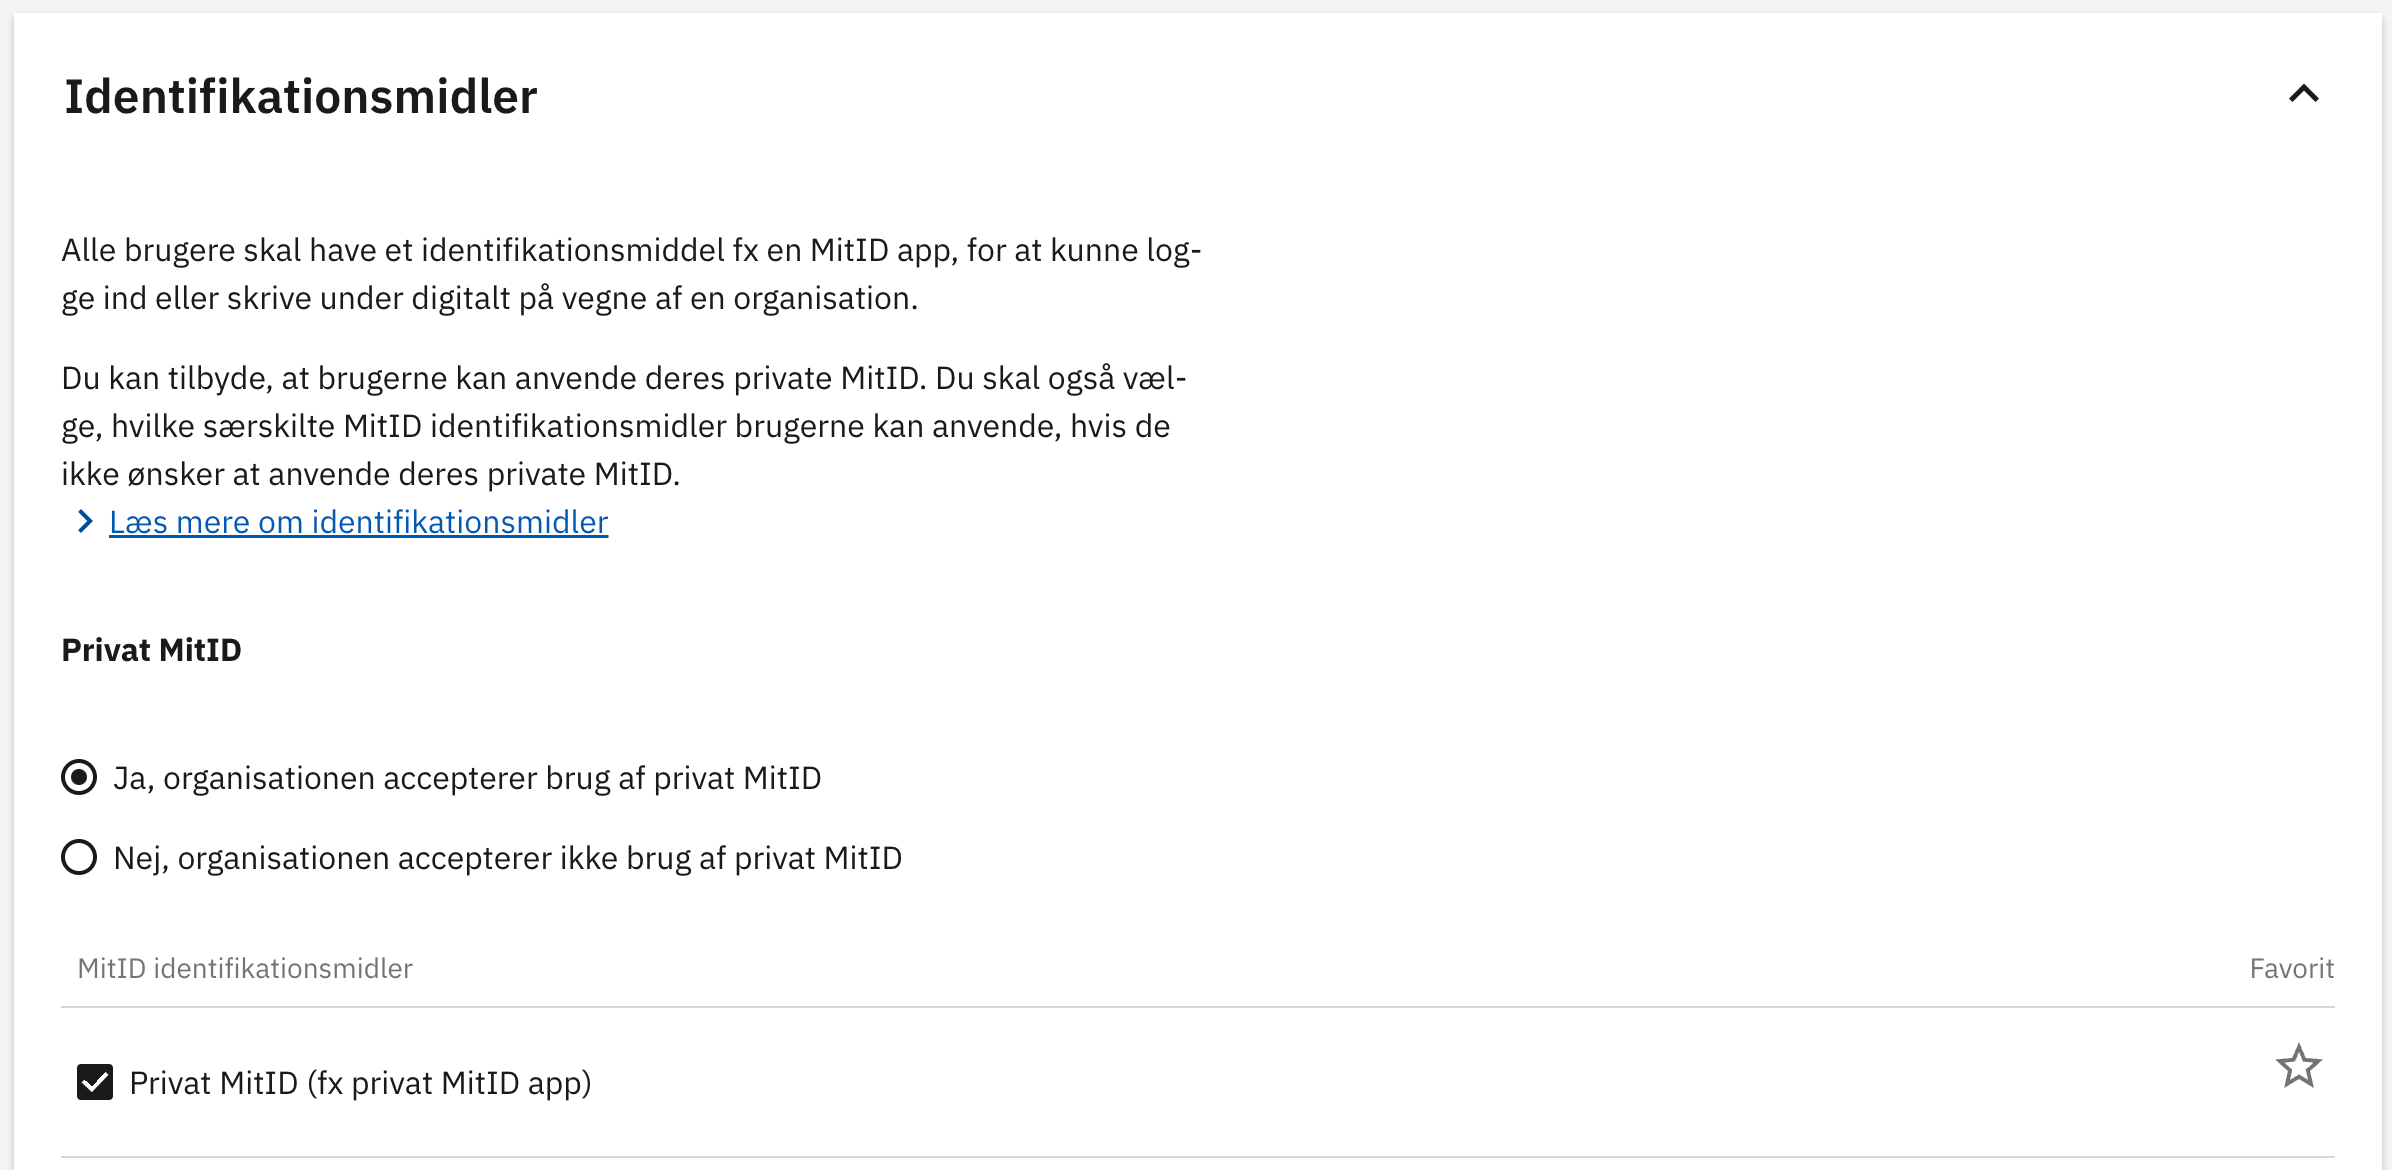 Identifikationsmidler
Alle brugere skal have et identifikationsmiddel fx en MitID app, for at kunne log-
ge ind eller skrive under digitalt på vegne af en organisation.
Du kan tilbyde, at brugerne kan anvende deres private MitID. Du skal også væl-
ge, hvilke særskilte MitID identifikationsmidler brugerne kan anvende, hvis de
ikke ønsker at anvende deres private MitID.
Læs mere om identifikationsmidler
Privat MitID
Ja, organisationen accepterer brug af privat MitID
Nej, organisationen accepterer ikke brug af privat MitID
MitID identifikationsmidler Favorit
Privat MitID (fx privat MitID app)